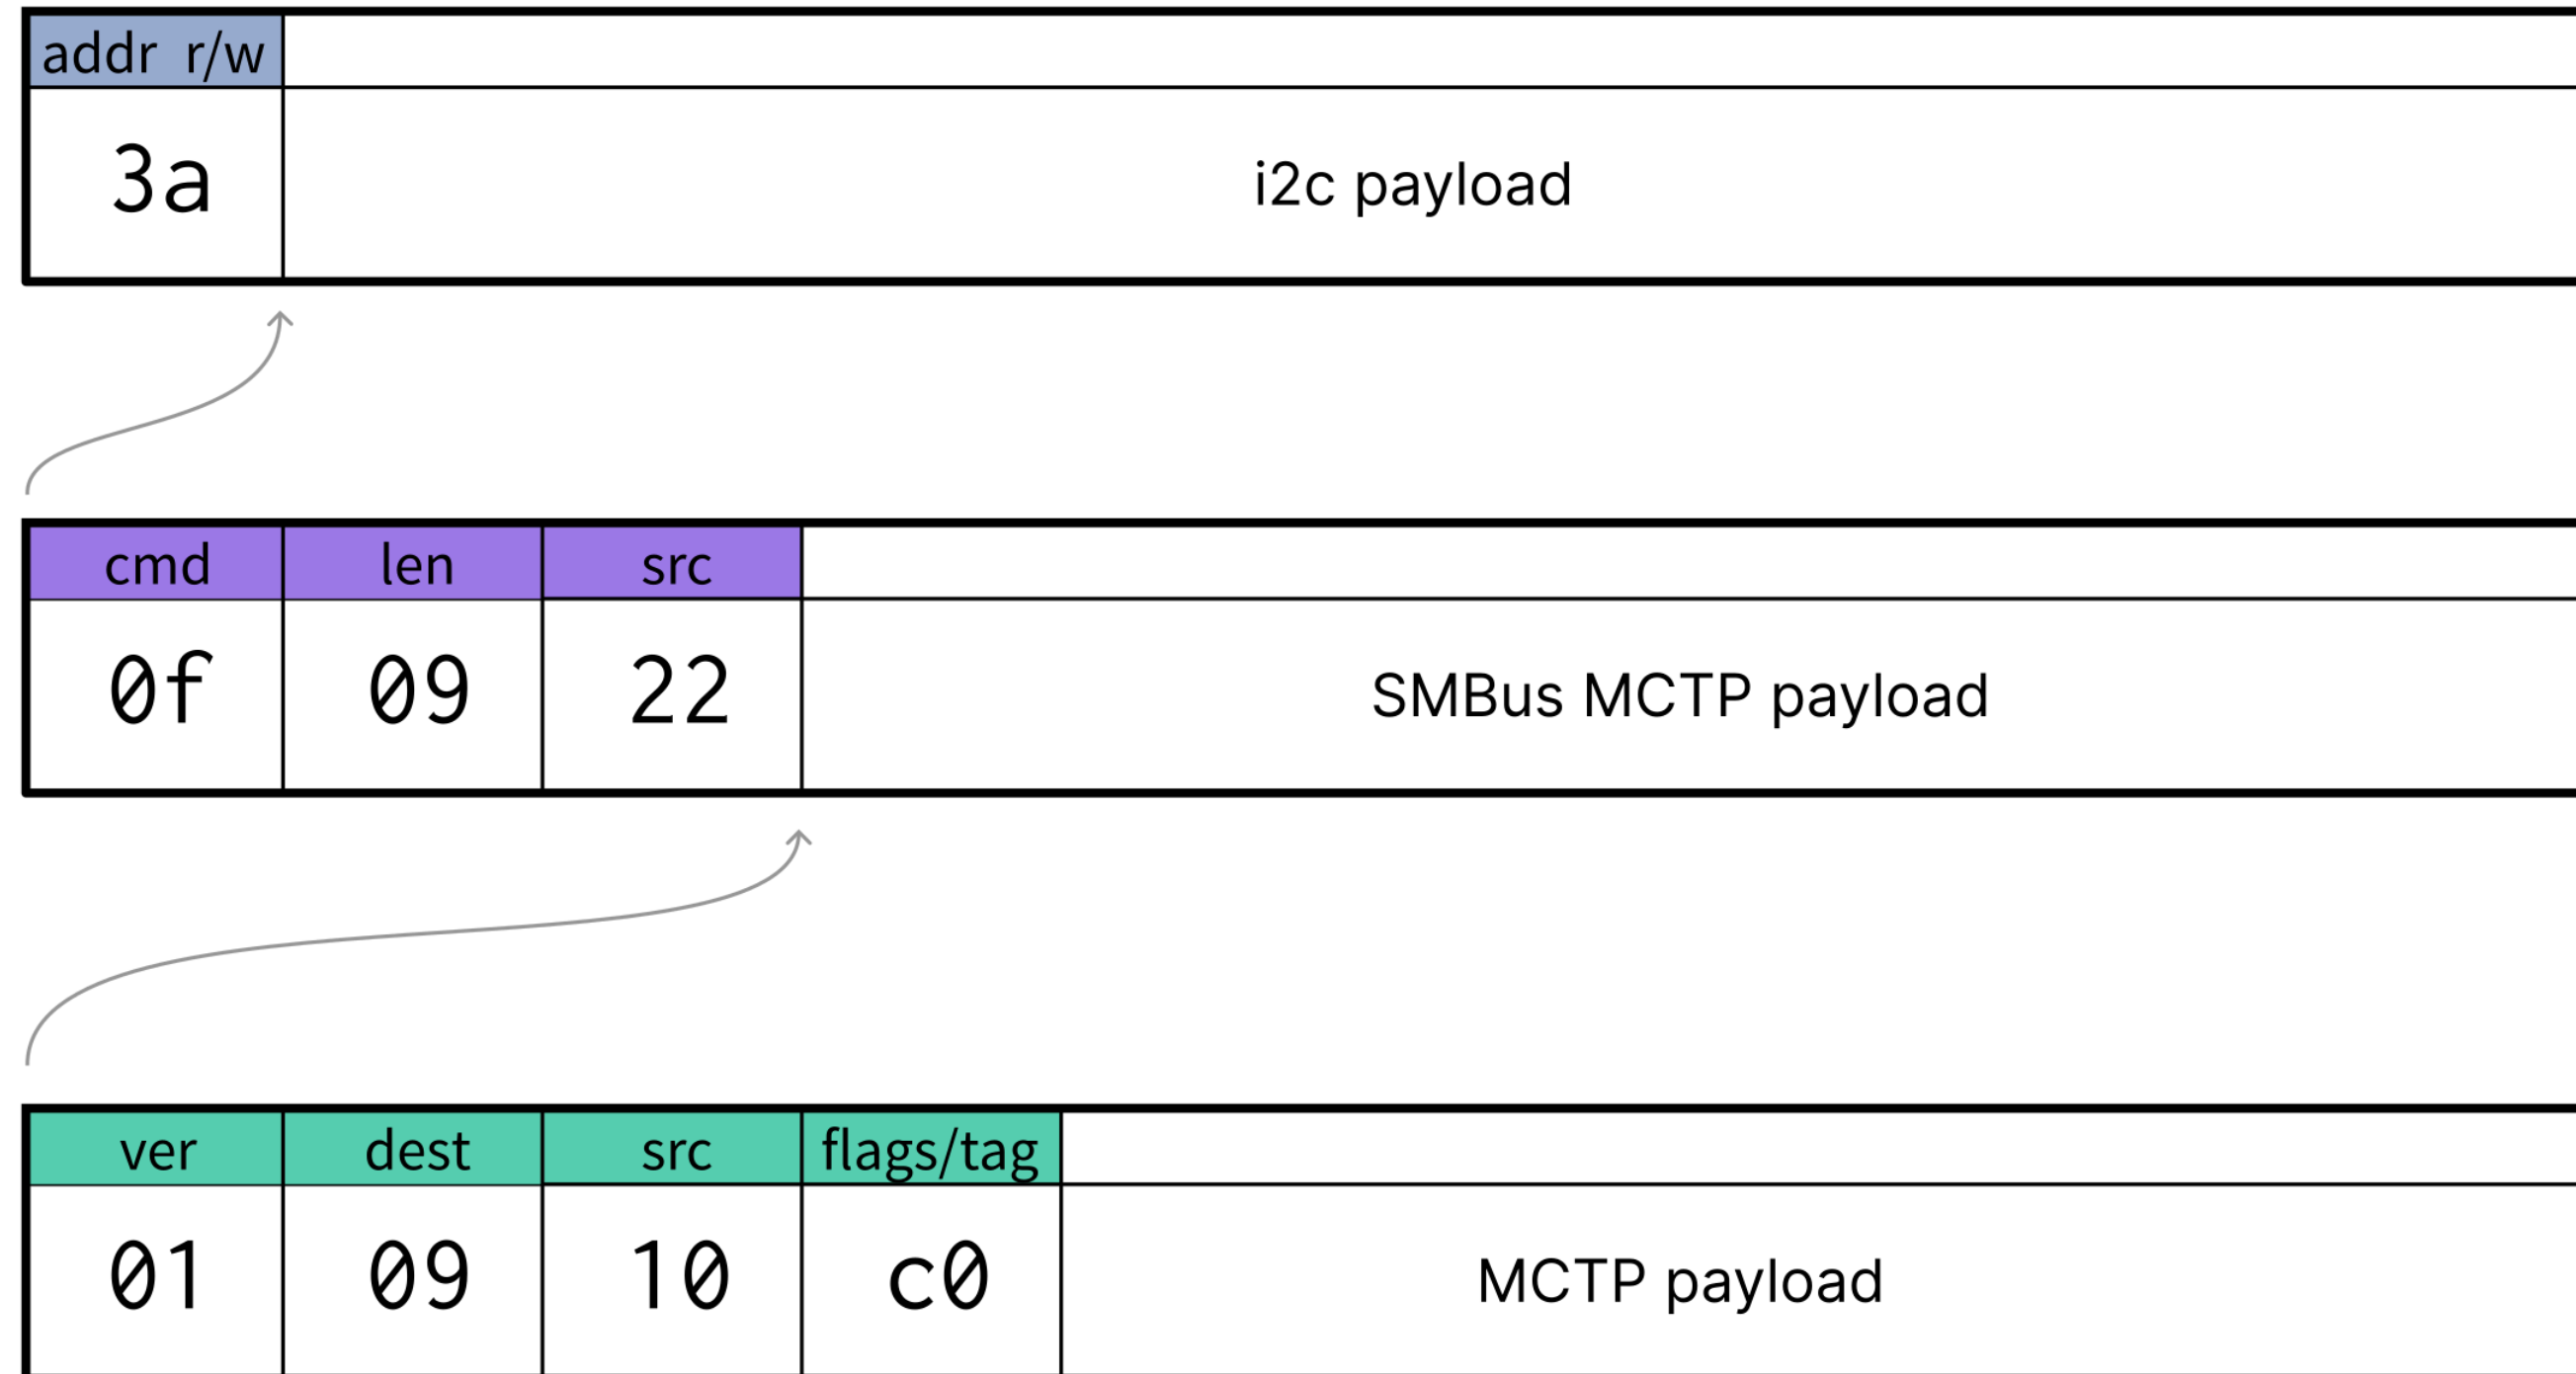 addr r/w
3a
i2c payload
cmd len src
0f 09 22
SMBus MCTP payload
ver dest src flags/tag
01 09 10 c0
MCTP payload